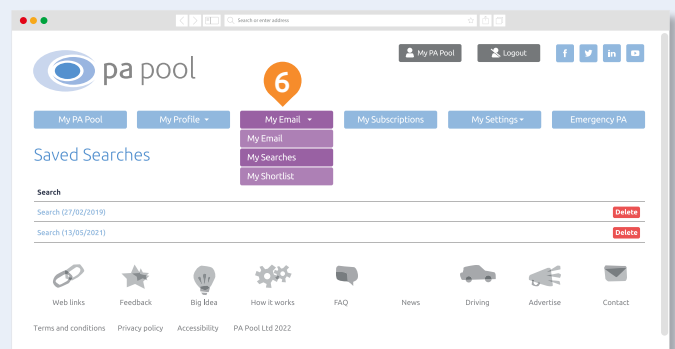 Search or enter address
pa pool
My PA Pool
Logout
6
My PA Pool
My Profile
My Email
My Subscriptions
My Settings
Emergency PA
My Email
My Searches
My Shortlist
Saved Searches
Search
Search (27/02/2019)
Delete
Search (13/05/2021)
Delete
Web links
Feedback
Big Idea
How it works
FAQ
News
Driving
Advertise
Contact
Terms and conditions
Privacy policy
Accessibility
PA Pool Ltd 2022